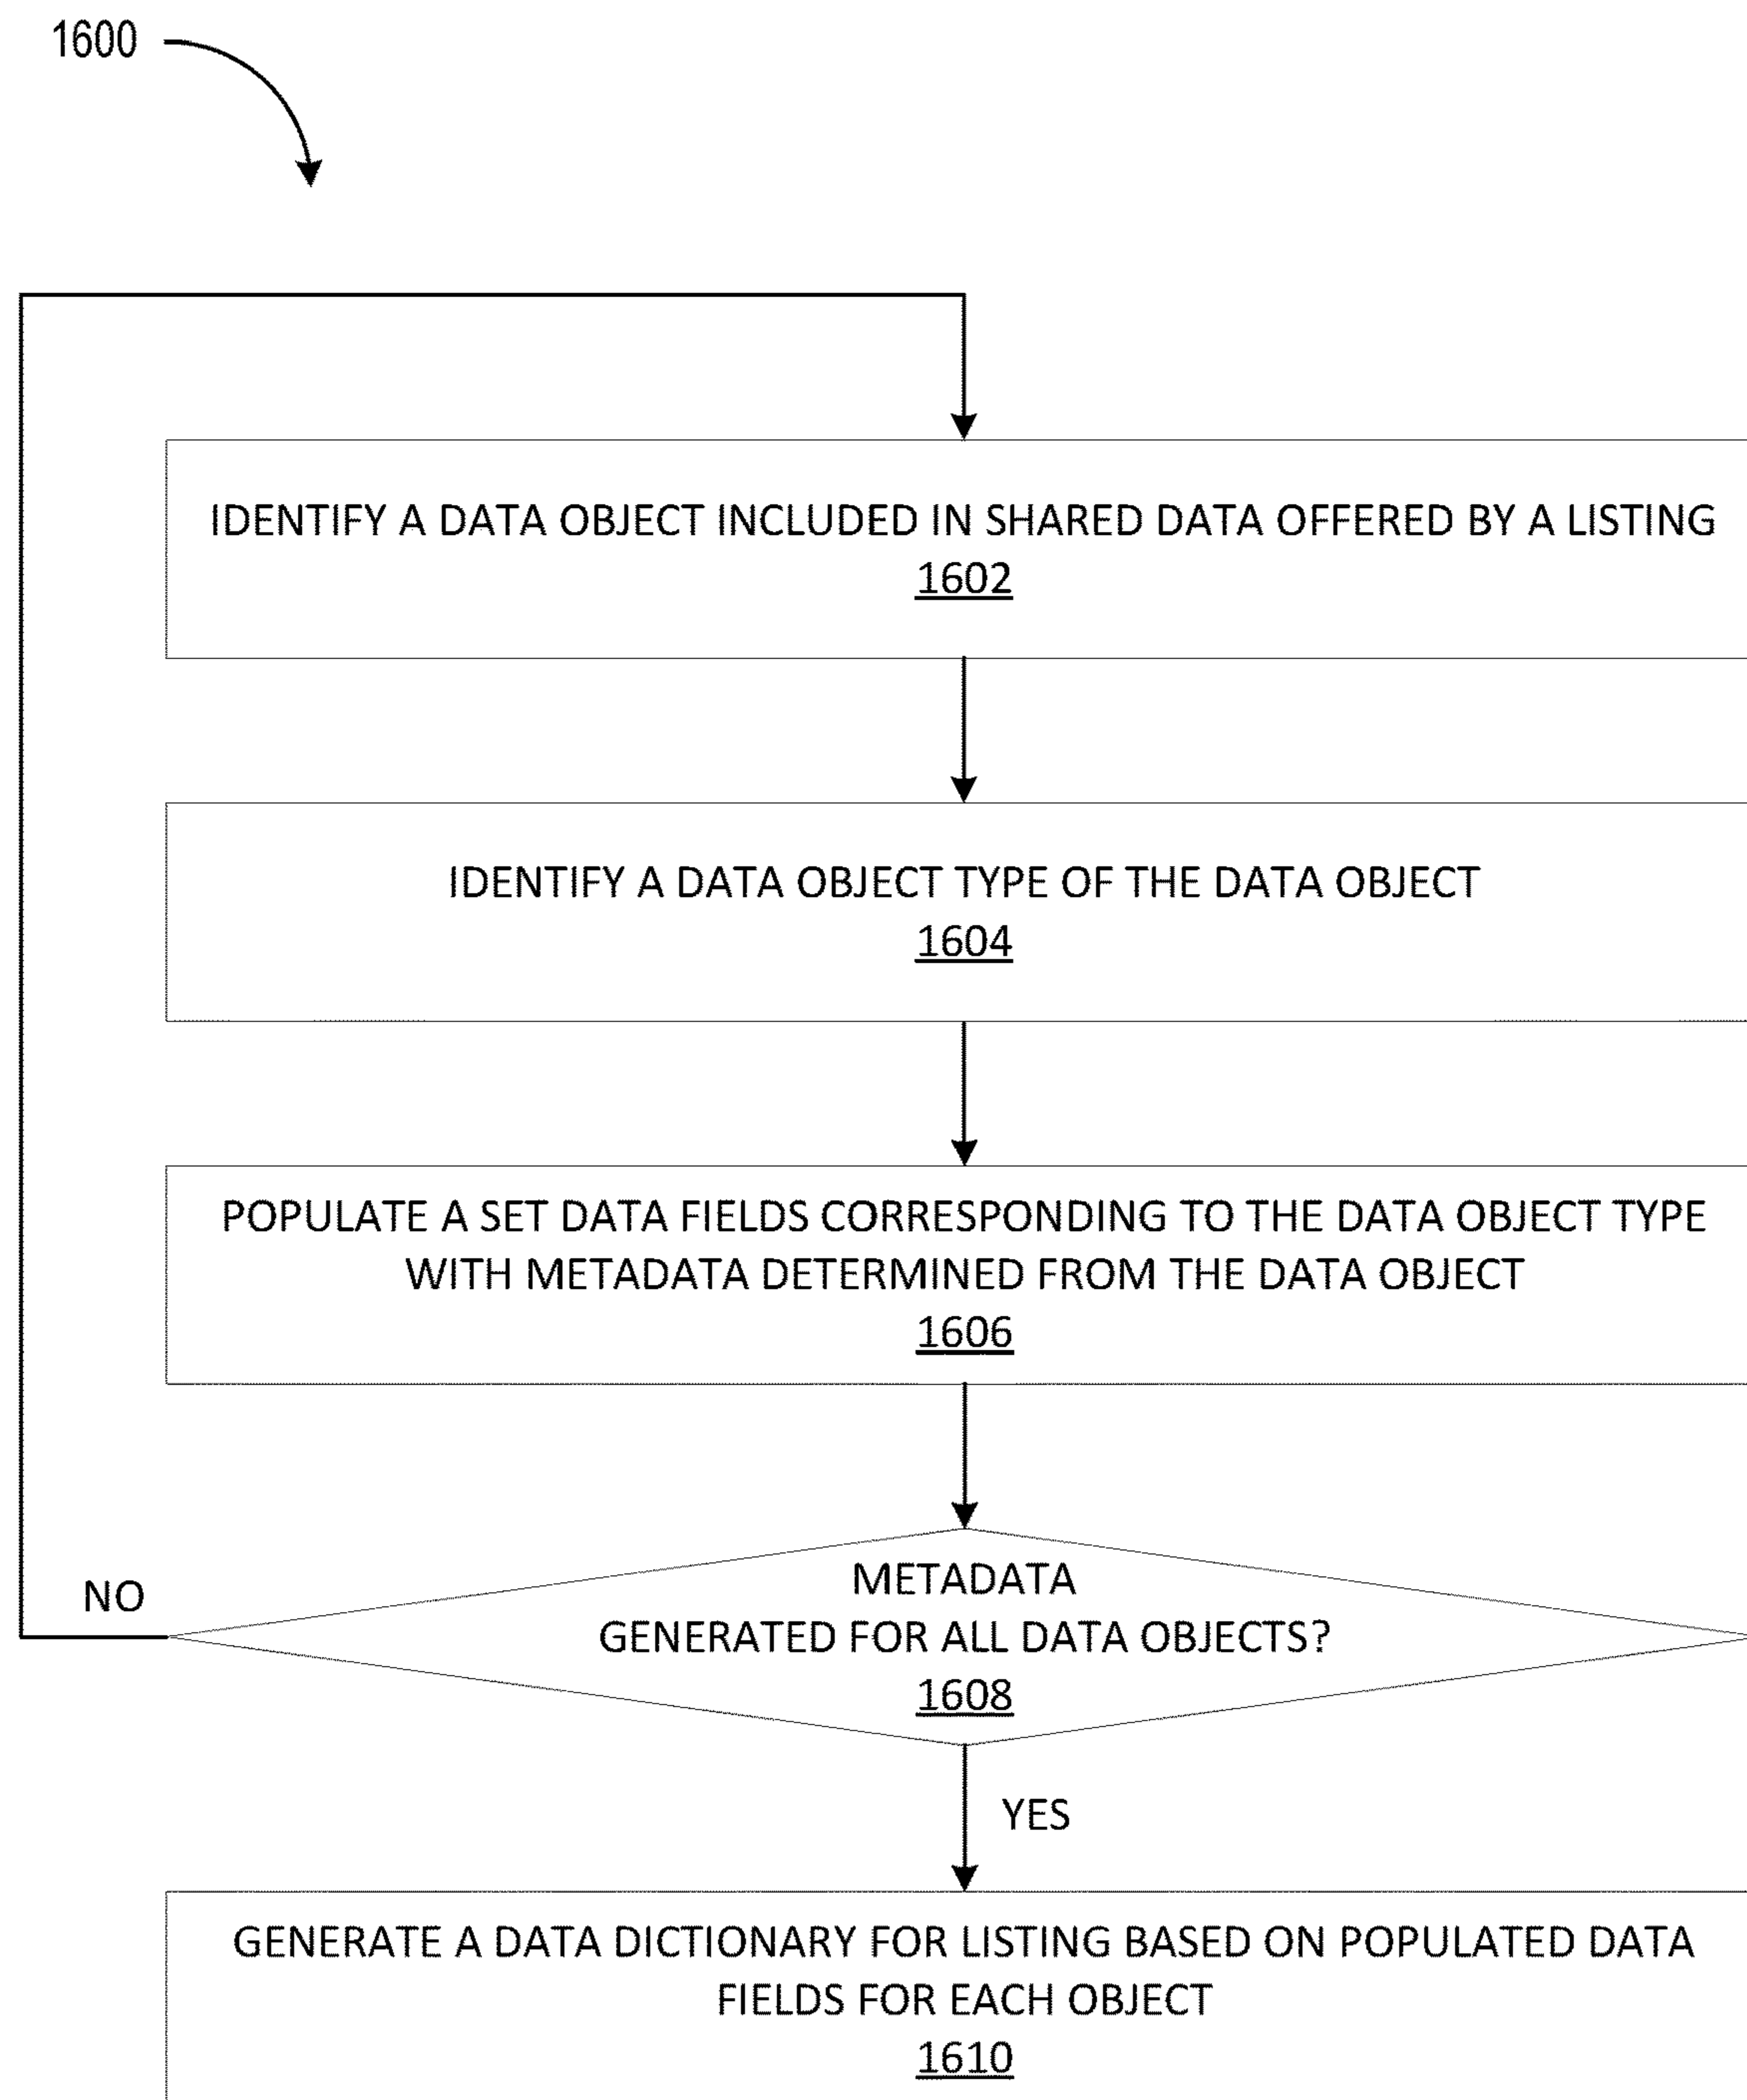 1600
IDENTIFY A DATA OBJECT INCLUDED IN SHARED DATA OFFERED BY A LISTING
1602
IDENTIFY A DATA OBJECT TYPE OF THE DATA OBJECT
1604
POPULATE A SET DATA FIELDS CORRESPONDING TO THE DATA OBJECT TYPE
WITH METADATA DETERMINED FROM THE DATA OBJECT
1606
METADATA
GENERATED FOR ALL DATA OBJECTS?
1608
NO
YES
GENERATE A DATA DICTIONARY FOR LISTING BASED ON POPULATED DATA
FIELDS FOR EACH OBJECT
1610